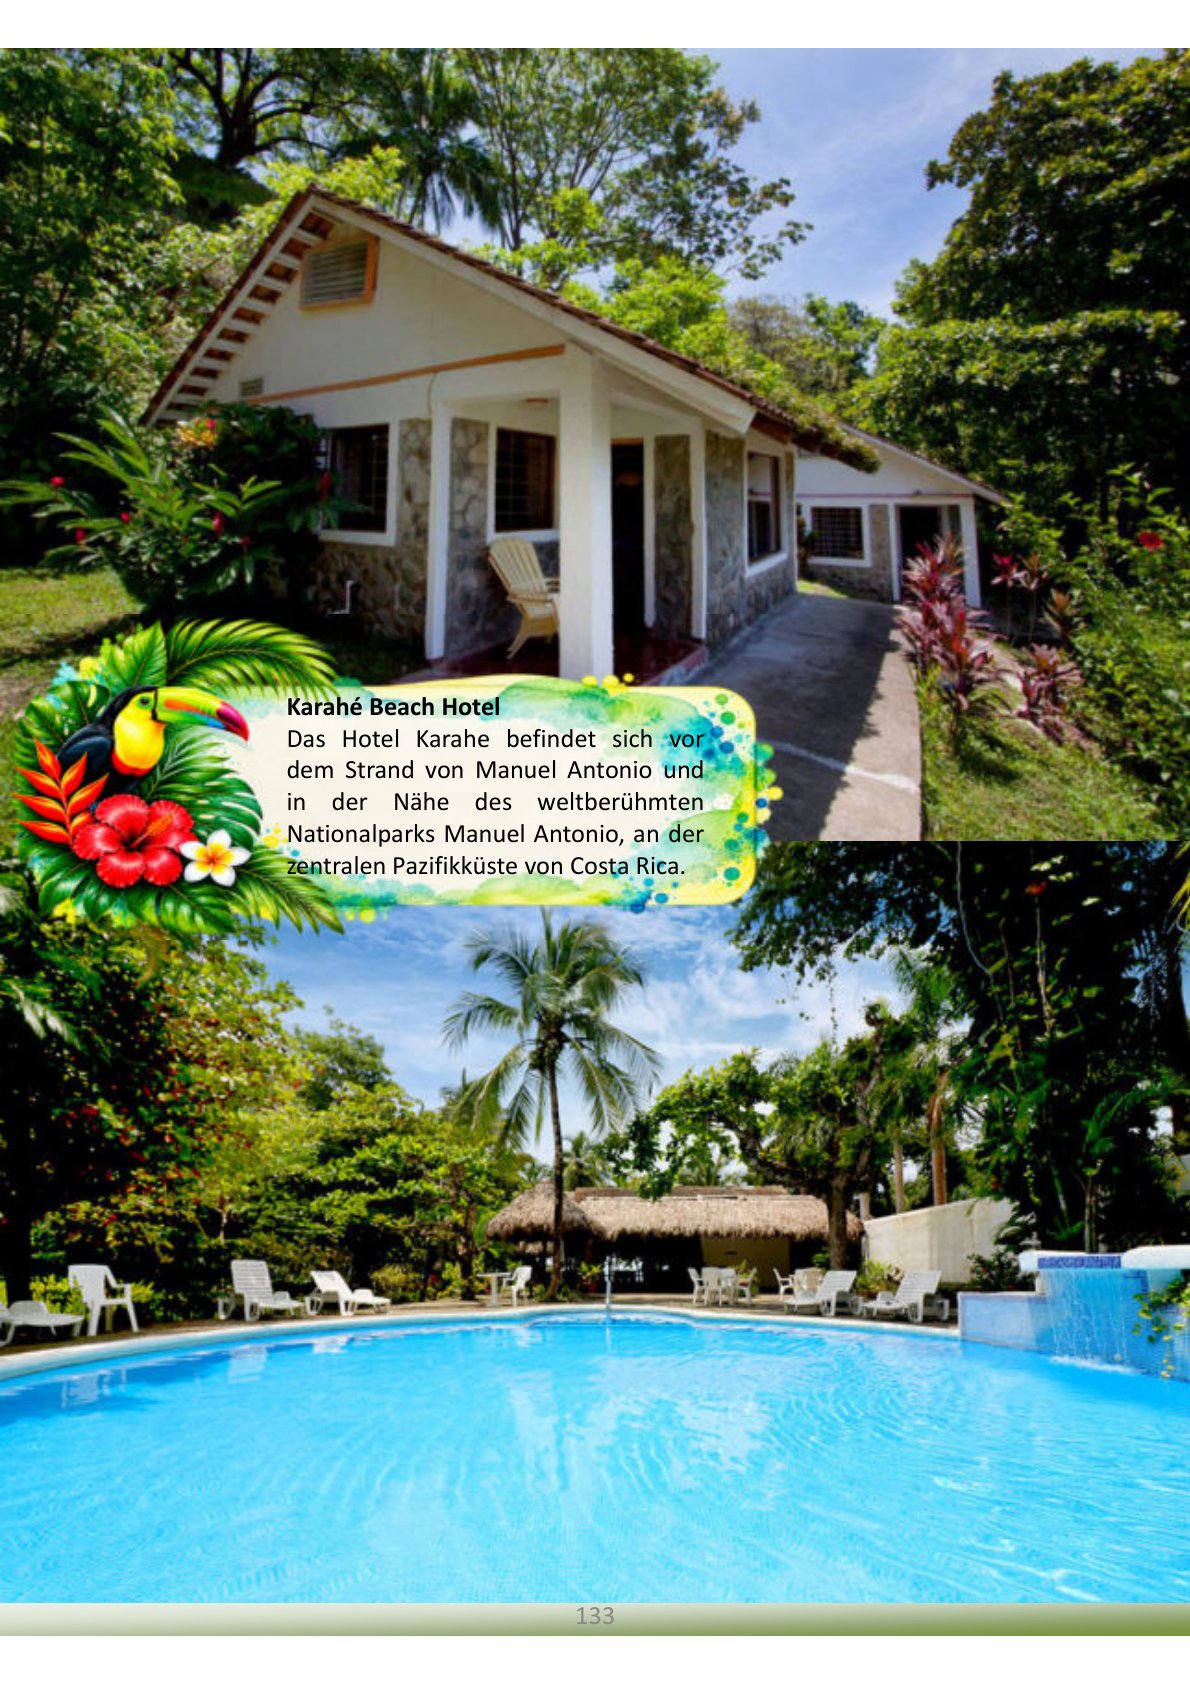 Karahé Beach Hotel
Das Hotel Karahe befindet sich vor
dem Strand von Manuel Antonio und
in der Nähe des weltberühmten
Nationalparks Manuel Antonio, an der
zentralen Pazifikküste von Costa Rica.
133